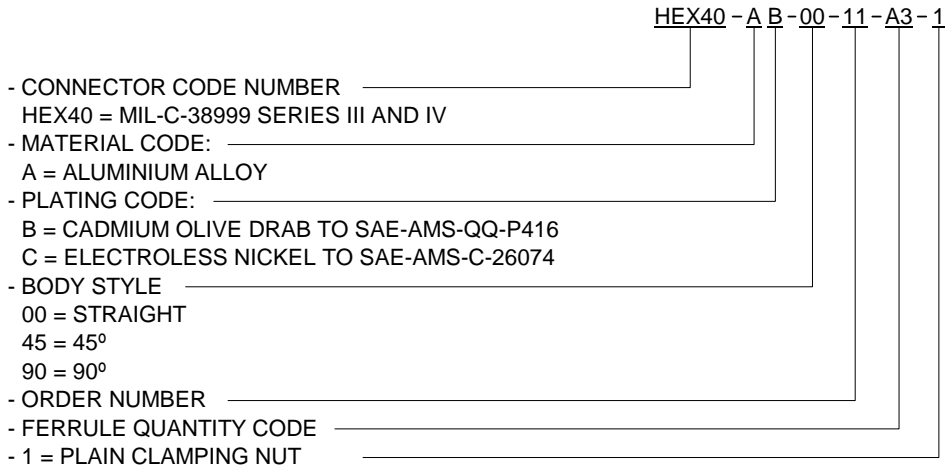 HEX40 - A B - 00 - 11 - A3 - 1
- CONNECTOR CODE NUMBER
HEX40 = MIL-C-38999 SERIES III AND IV
- MATERIAL CODE:
A = ALUMINIUM ALLOY
- PLATING CODE:
B = CADMIUM OLIVE DRAB TO SAE-AMS-QQ-P416
C = ELECTROLESS NICKEL TO SAE-AMS-C-26074
- BODY STYLE
00 = STRAIGHT
45 = 45º
90 = 90º
- ORDER NUMBER
- FERRULE QUANTITY CODE
- 1 = PLAIN CLAMPING NUT